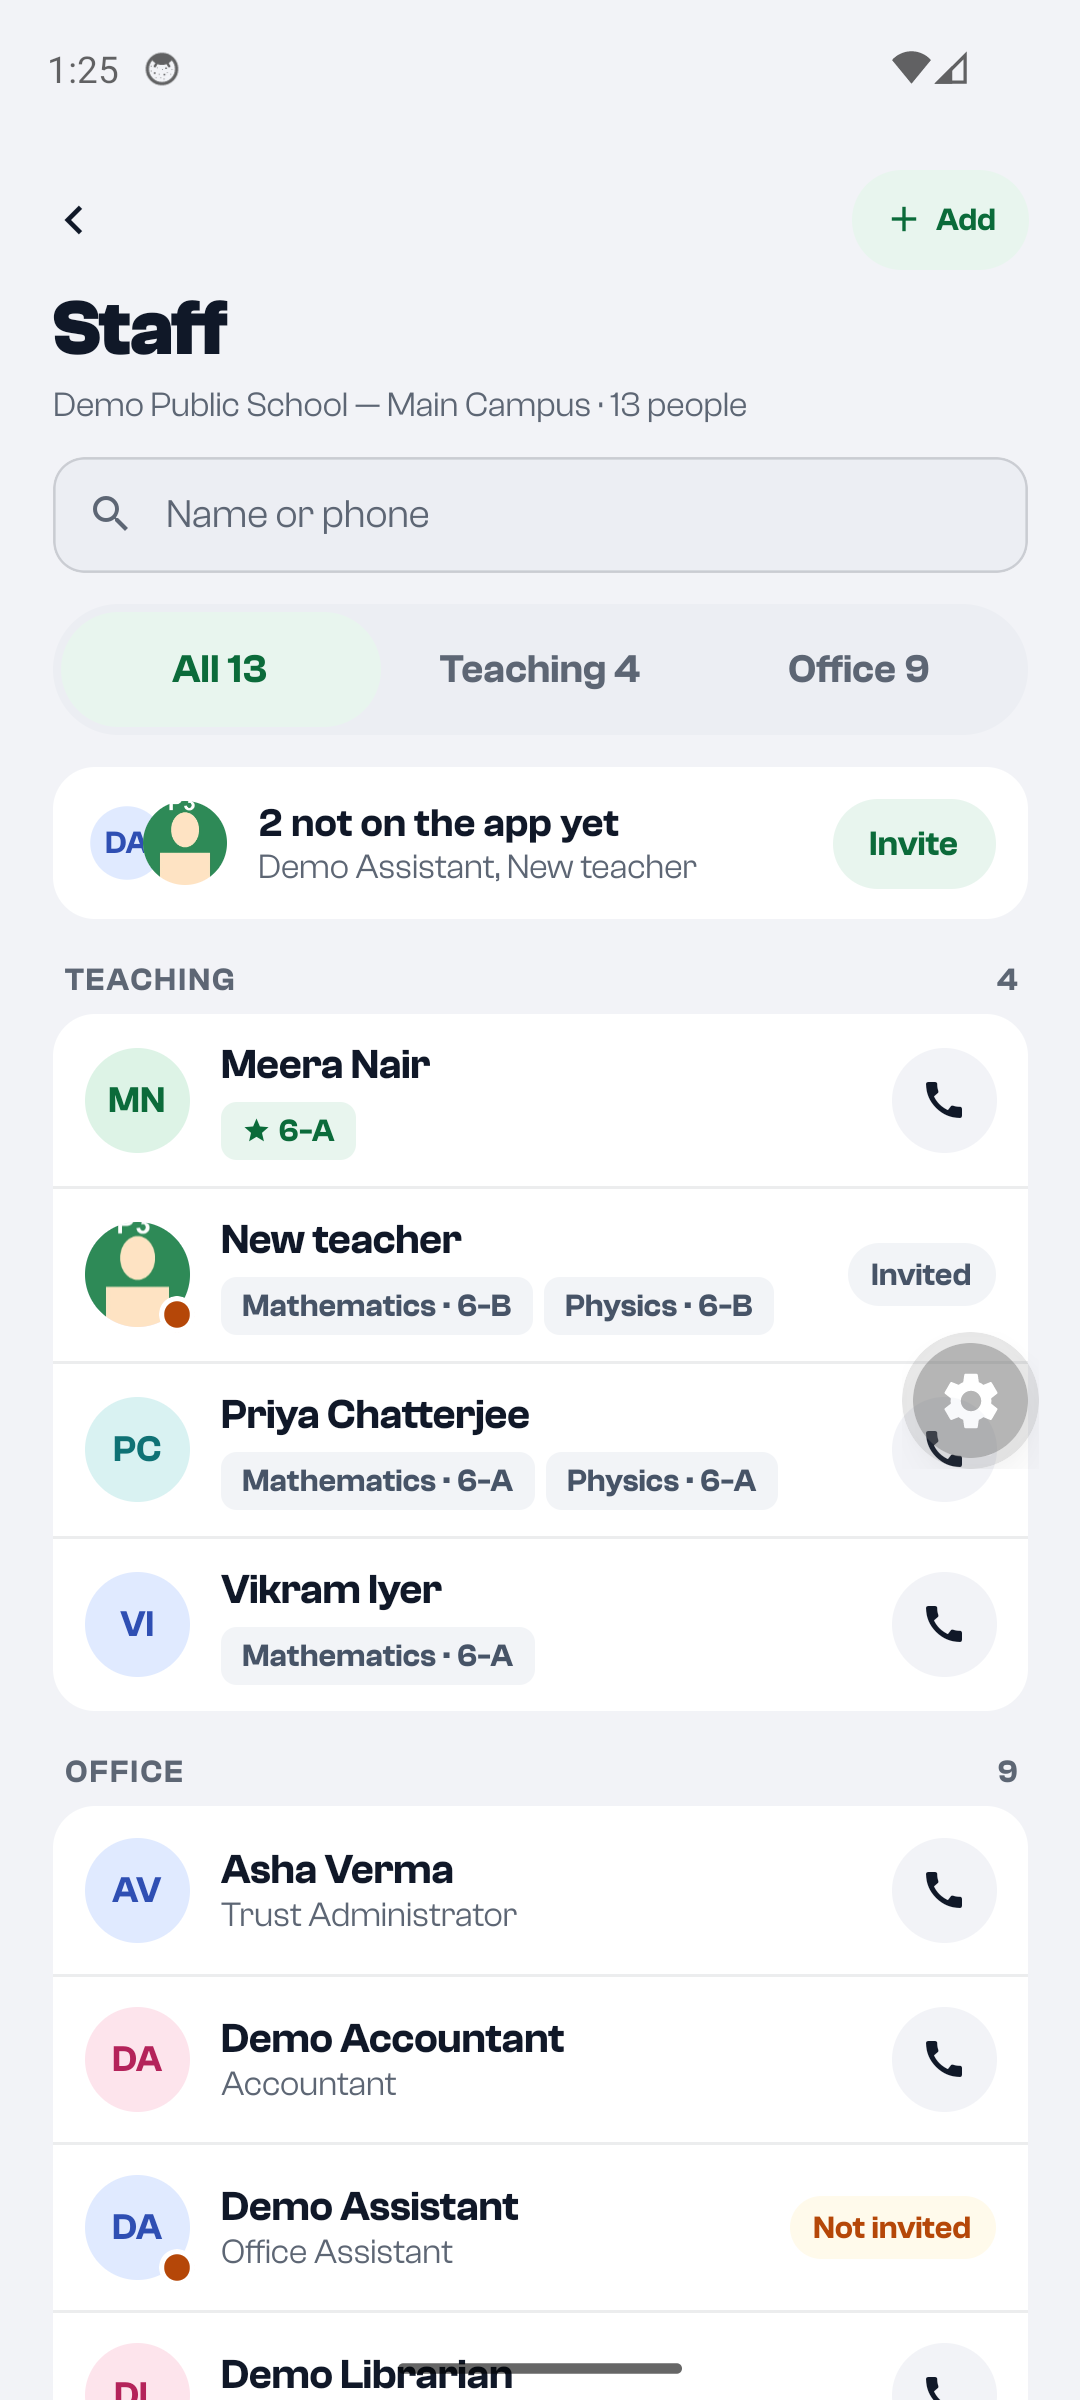 1:25
+ Add
Staff
Demo Public School — Main Campus · 13 people
Name or phone
All 13
Teaching 4
Office 9
DA
2 not on the app yet
Demo Assistant, New teacher
Invite
TEACHING
4
MN
Meera Nair
★ 6-A
New teacher
Mathematics · 6-B
Physics · 6-B
Invited
PC
Priya Chatterjee
Mathematics · 6-A
Physics · 6-A
VI
Vikram Iyer
Mathematics · 6-A
OFFICE
9
AV
Asha Verma
Trust Administrator
DA
Demo Accountant
Accountant
DA
Demo Assistant
Office Assistant
Not invited
DL
Demo Librarian